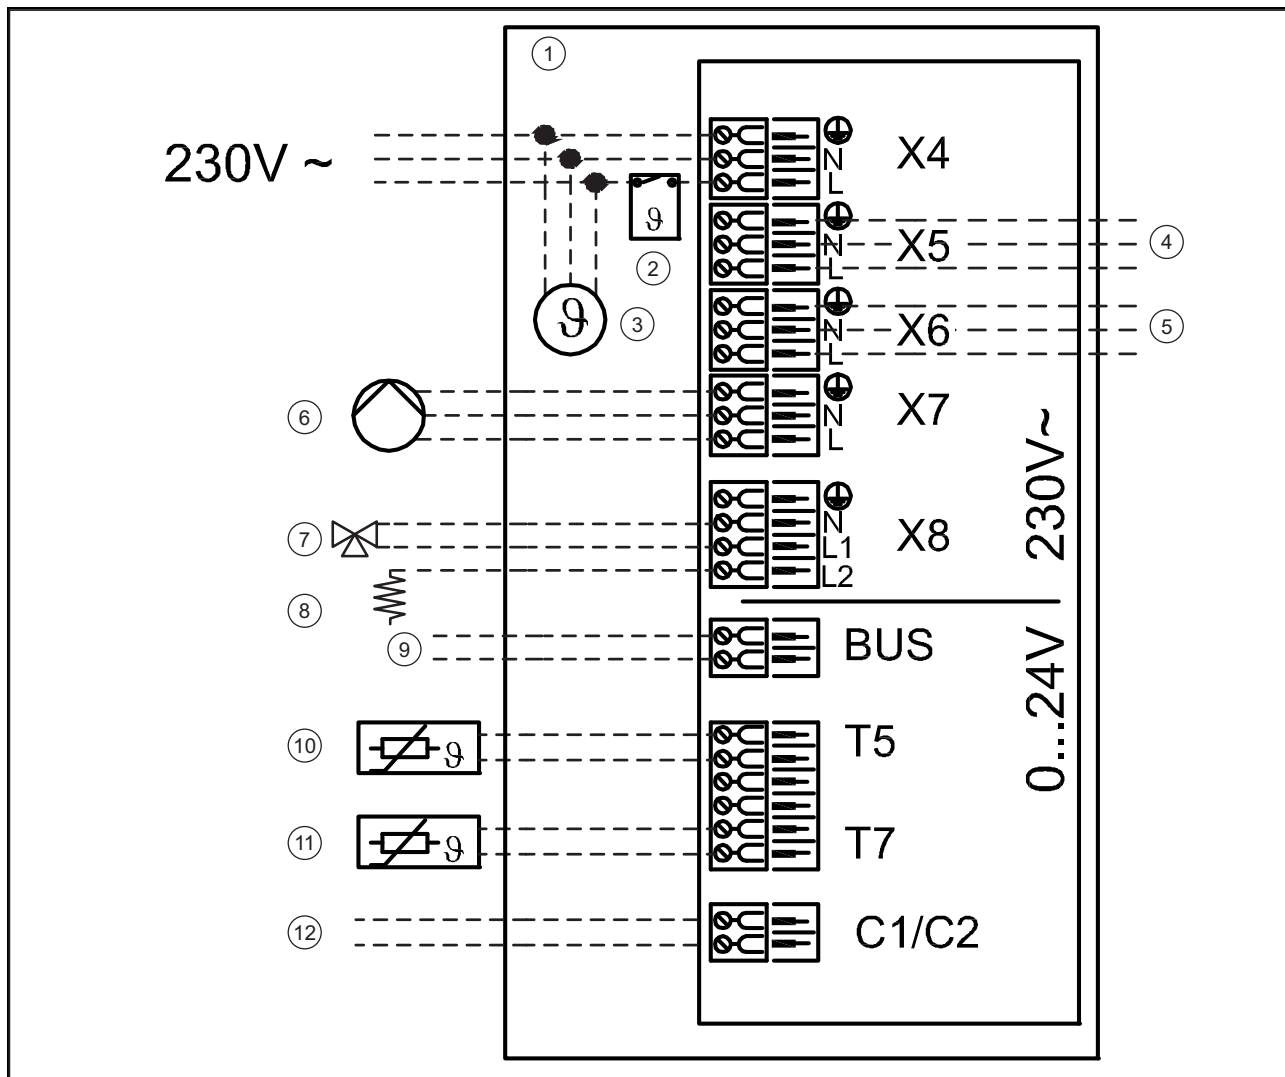 ①
230V ~
N
L
X4
ϑ
②
ϑ
③
N
L
X5
④
N
L
X6
⑤
⑥
N
L
X7
230V~
⑦
N
L1
L2
X8
⑧
⑨
BUS
0...24V
⑩
ϑ
T5
⑪
ϑ
T7
⑫
C1/C2